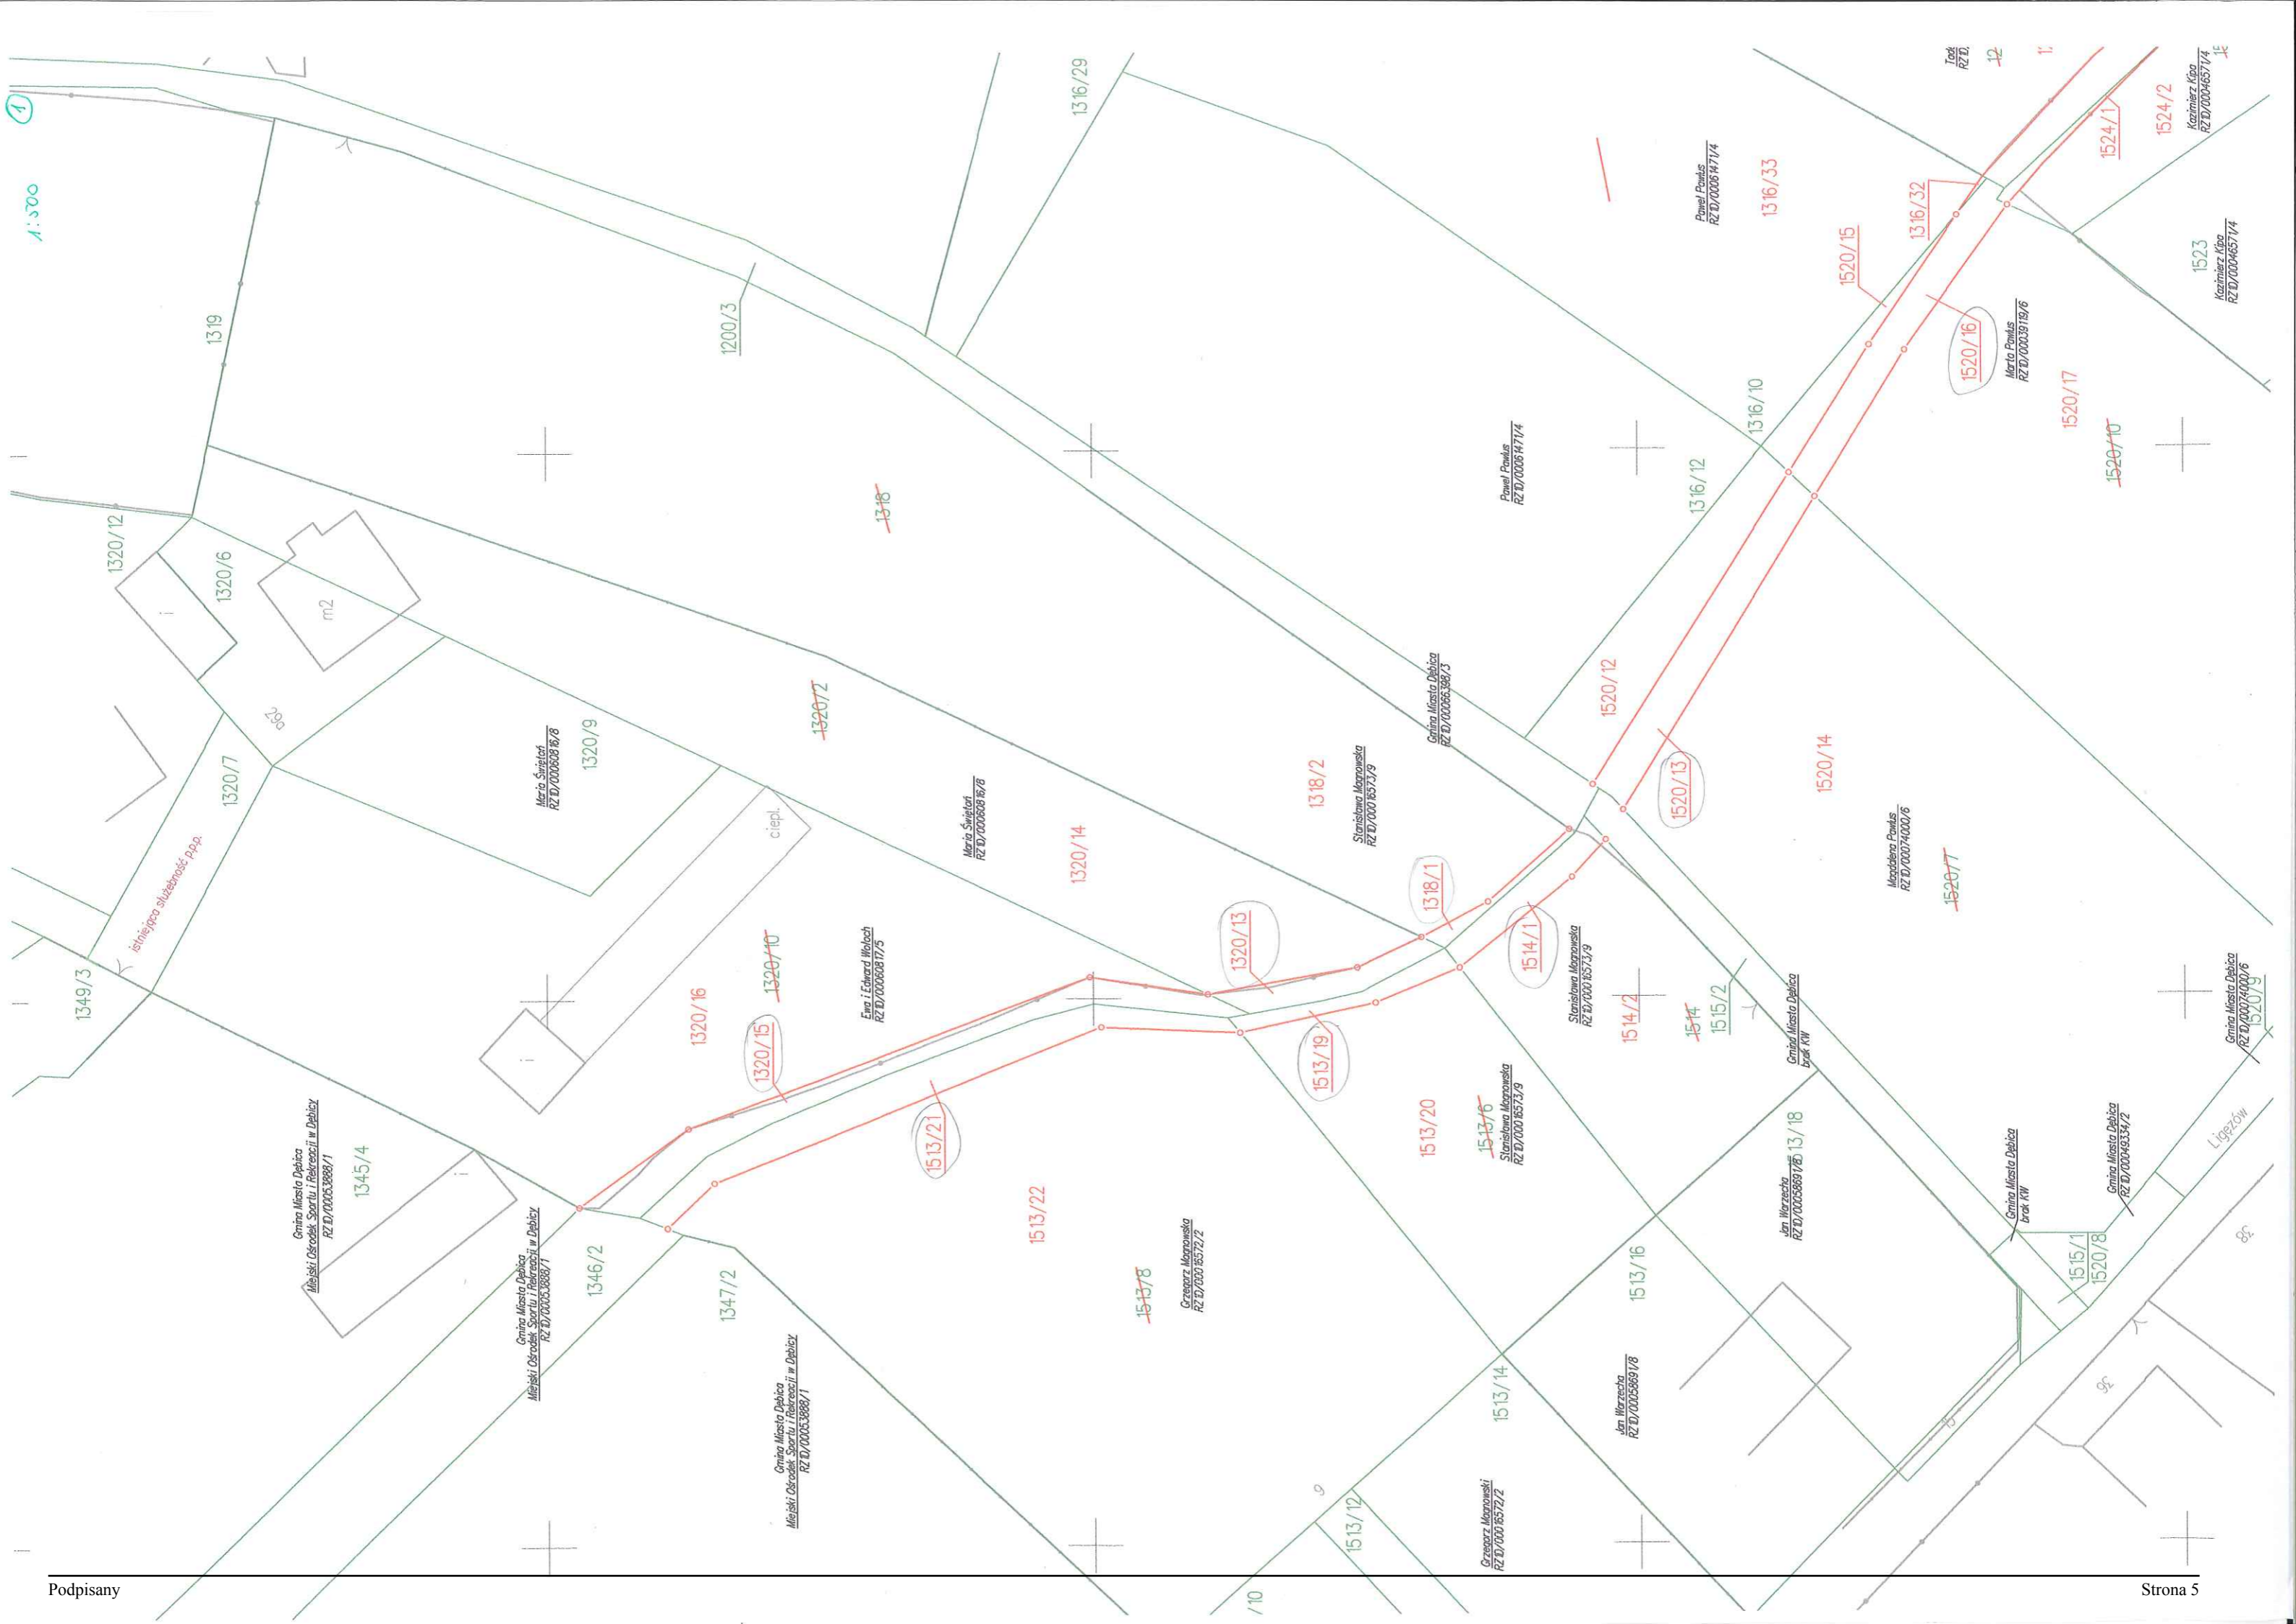 1
1:500
1319
1200/3
1316/29
Paweł Pawlus
RZ1D/00061471/4
1316/33
1316/32
1520/15
1524/1
1524/2
Kazimierz Kipa
RZ1D/00046571/4
1523
Kazimierz Kipa
RZ1D/00046571/4
1520/16
Marta Pawlus
RZ1D/00039119/6
1520/17
1520/10
1316/10
1316/12
Paweł Pawlus
RZ1D/00061471/4
1318
1320/12
1320/6
i
m2
29a
1320/7
istniejąca służebność p.p.p.
Maria Świętoń
RZ1D/00060816/8
1320/9
1320/2
ciepl.
Maria Świętoń
RZ1D/00060816/8
1320/14
1318/2
Stanisława Magnowska
RZ1D/00016573/9
Gmina Miasta Dębica
RZ1D/00066398/3
1520/12
1520/13
1520/14
Magdalena Pawlus
RZ1D/00074000/6
1520/7
1349/3
1320/10
Ewa i Edward Wołoch
RZ1D/00060817/5
1320/16
1320/15
i
1320/13
1318/1
1514/1
Stanisława Magnowska
RZ1D/00016573/9
1514/2
1514
1515/2
Gmina Miasta Dębica
brak KW
Gmina Miasta Dębica
RZ1D/00074000/6
1520/9
1513/21
1513/19
1513/20
1513/6
Stanisława Magnowska
RZ1D/00016573/9
1513/18
Jan Warzecha
RZ1D/00058691/8
Gmina Miasta Dębica
brak KW
Gmina Miasta Dębica
RZ1D/00049334/2
Ligęzów
1515/1
1520/8
38
36
Gmina Miasta Dębica
Miejski Ośrodek Sportu i Rekreacji w Dębicy
RZ1D/00053888/1
1345/4
i
Gmina Miasta Dębica
Miejski Ośrodek Sportu i Rekreacji w Dębicy
RZ1D/00053888/1
1346/2
1347/2
Gmina Miasta Dębica
Miejski Ośrodek Sportu i Rekreacji w Dębicy
RZ1D/00053888/1
1513/22
1513/8
Grzegorz Magnowska
RZ1D/00016572/2
1513/16
1513/14
Jan Warzecha
RZ1D/00058691/8
1513/12
Grzegorz Magnowski
RZ1D/00016572/2
/10
Podpisany
Strona 5